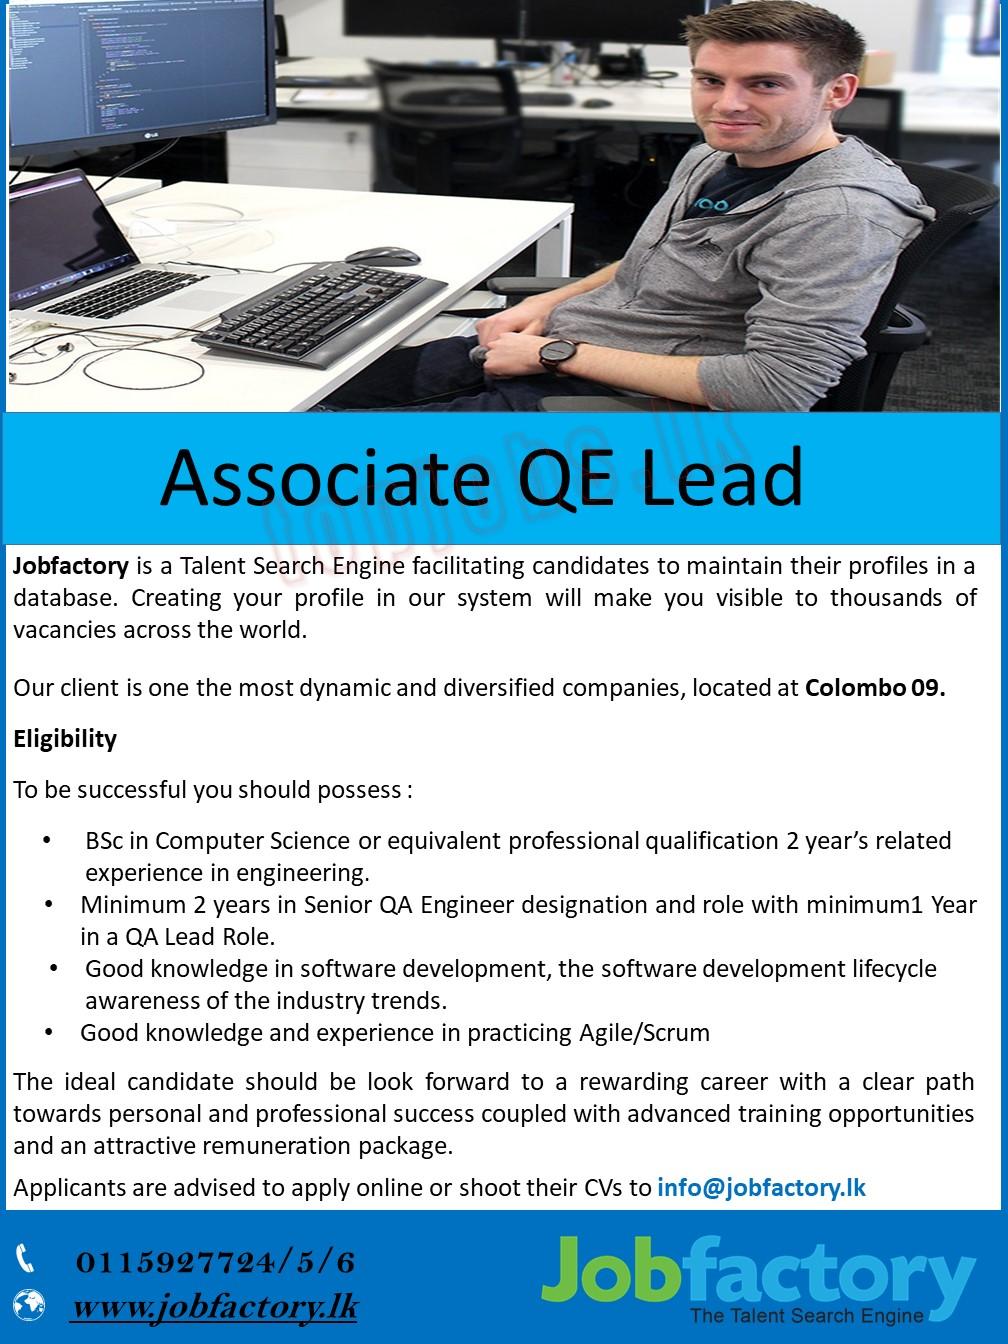 LG
Associate QE Lead
topjobs.lk
Jobfactory is a Talent Search Engine facilitating candidates to maintain their profiles in a
database. Creating your profile in our system will make you visible to thousands of
vacancies across the world.
Our client is one the most dynamic and diversified companies, located at Colombo 09.
Eligibility
To be successful you should possess :
• BSc in Computer Science or equivalent professional qualification 2 year’s related
experience in engineering.
• Minimum 2 years in Senior QA Engineer designation and role with minimum1 Year
in a QA Lead Role.
• Good knowledge in software development, the software development lifecycle
awareness of the industry trends.
• Good knowledge and experience in practicing Agile/Scrum
The ideal candidate should be look forward to a rewarding career with a clear path
towards personal and professional success coupled with advanced training opportunities
and an attractive remuneration package.
Applicants are advised to apply online or shoot their CVs to info@jobfactory.lk
0115927724/5/6
www.jobfactory.lk
Jobfactory
The Talent Search Engine